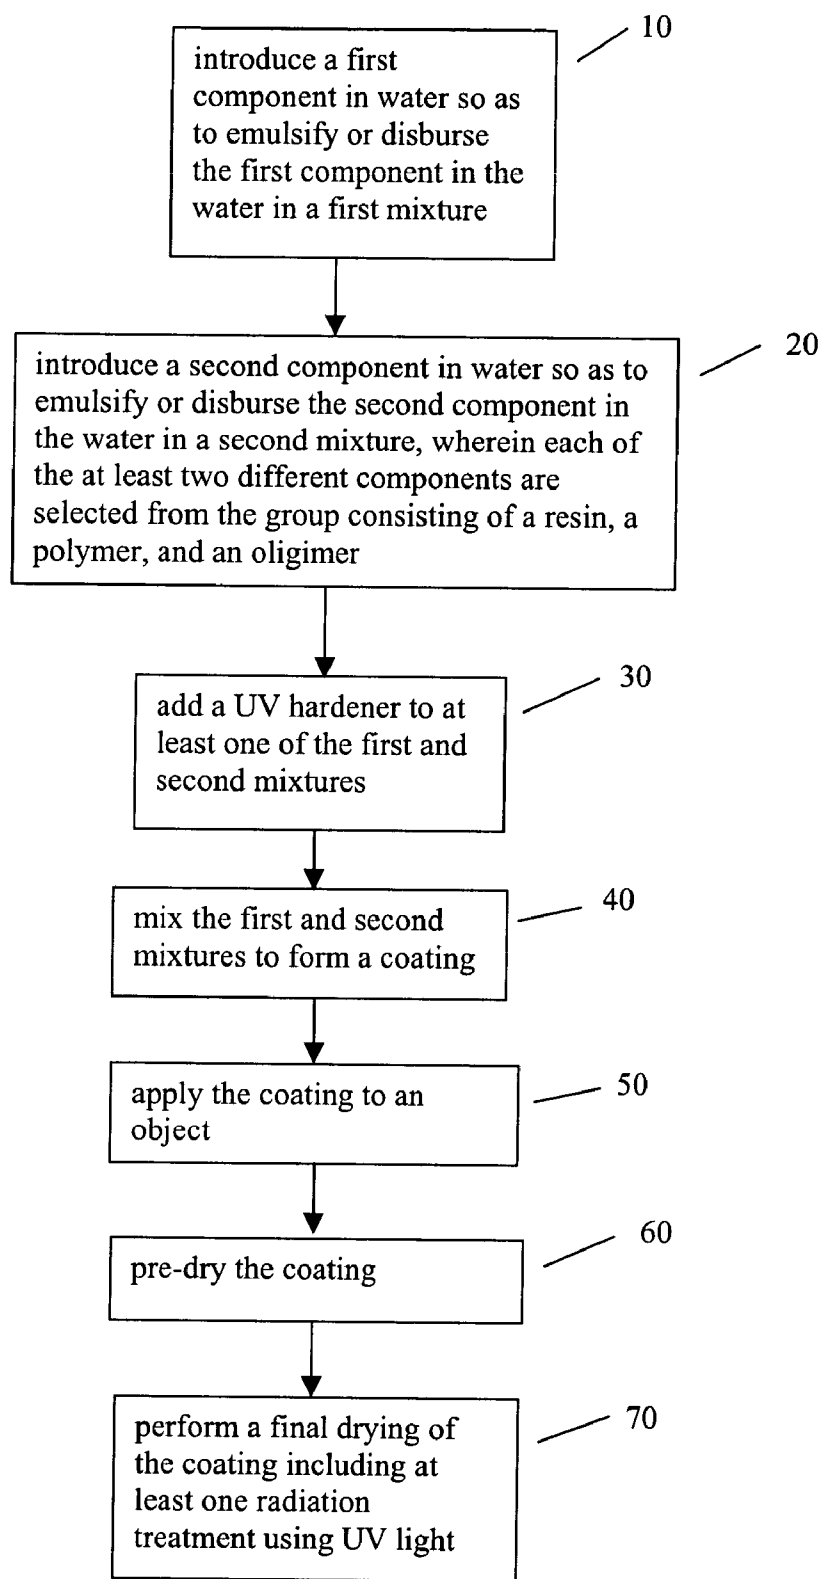 10
introduce a first
component in water so as
to emulsify or disburse
the first component in the
water in a first mixture
20
introduce a second component in water so as to
emulsify or disburse the second component in
the water in a second mixture, wherein each of
the at least two different components are
selected from the group consisting of a resin, a
polymer, and an oligimer
30
add a UV hardener to at
least one of the first and
second mixtures
40
mix the first and second
mixtures to form a coating
50
apply the coating to an
object
60
pre-dry the coating
70
perform a final drying of
the coating including at
least one radiation
treatment using UV light